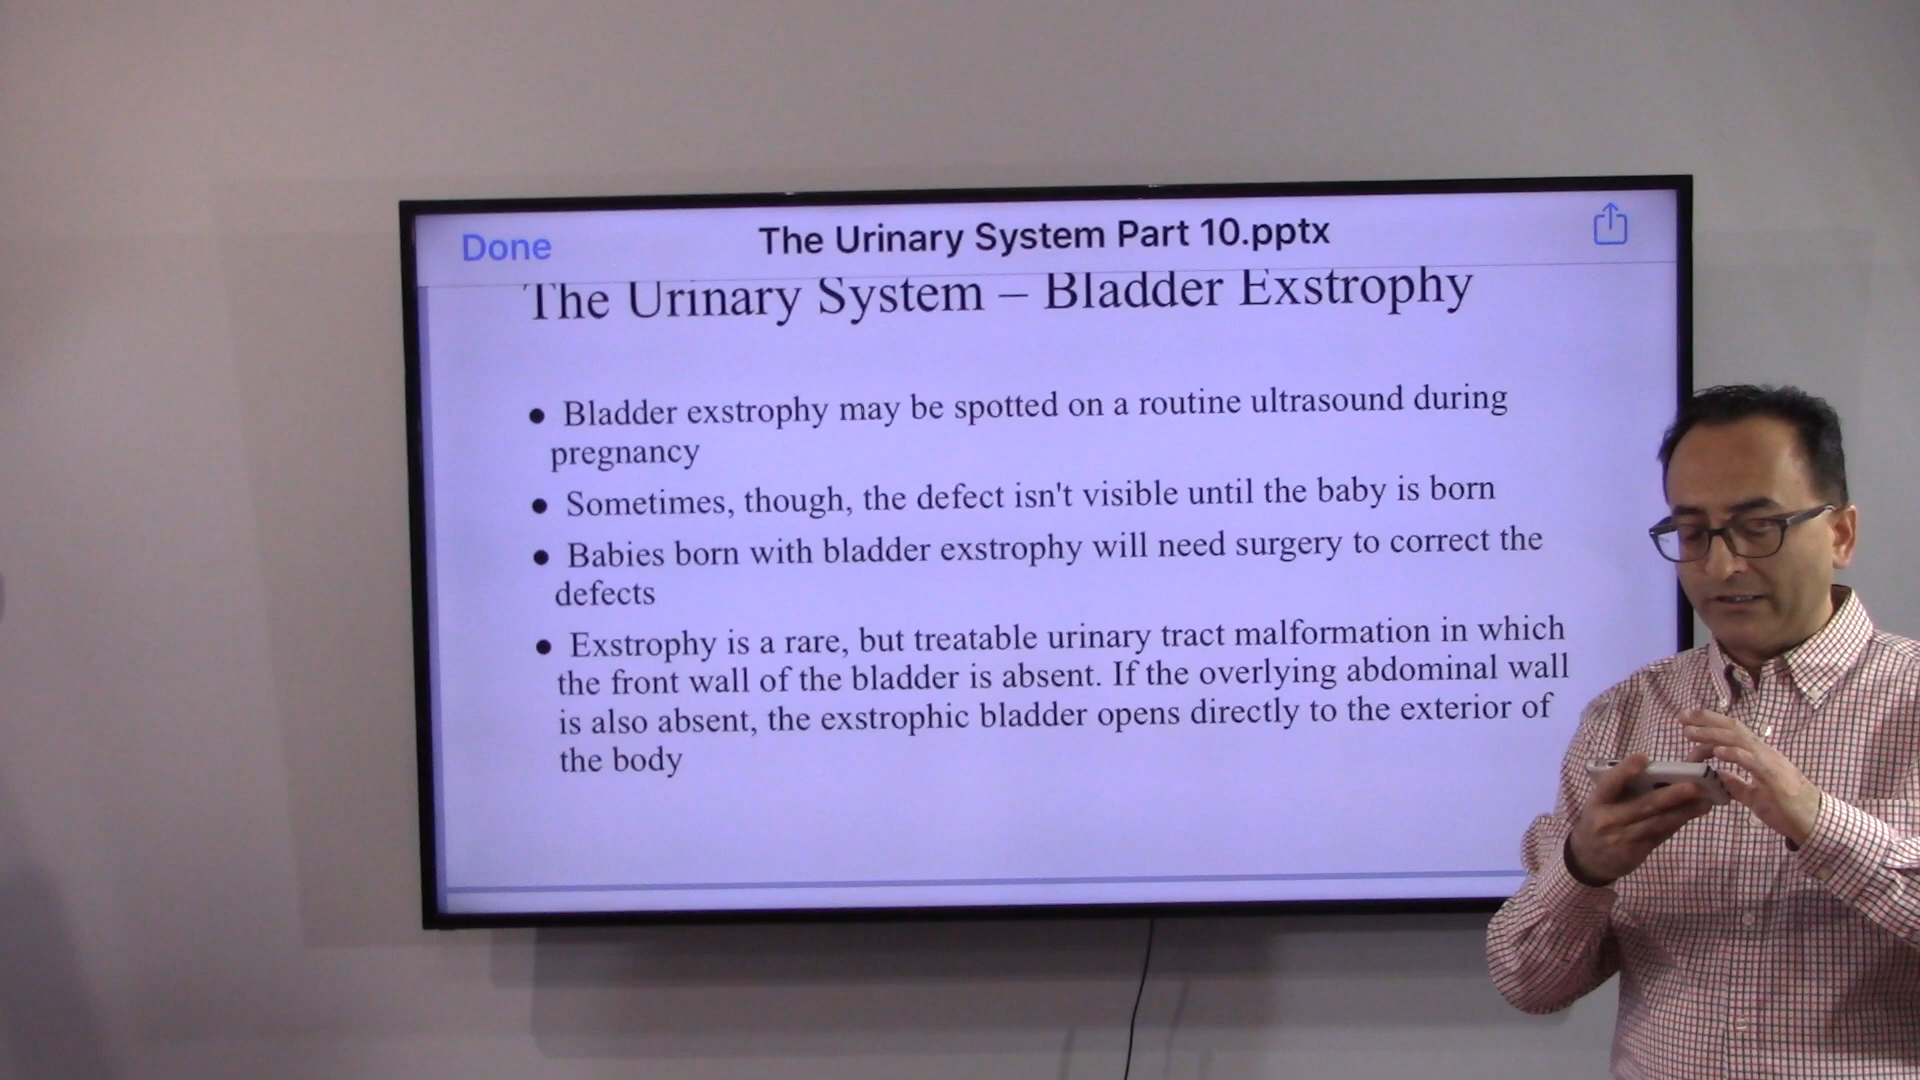 Done
The Urinary System Part 10.pptx
The Urinary System – Bladder Exstrophy
● Bladder exstrophy may be spotted on a routine ultrasound during
pregnancy
● Sometimes, though, the defect isn't visible until the baby is born
● Babies born with bladder exstrophy will need surgery to correct the
defects
● Exstrophy is a rare, but treatable urinary tract malformation in which
the front wall of the bladder is absent. If the overlying abdominal wall
is also absent, the exstrophic bladder opens directly to the exterior of
the body